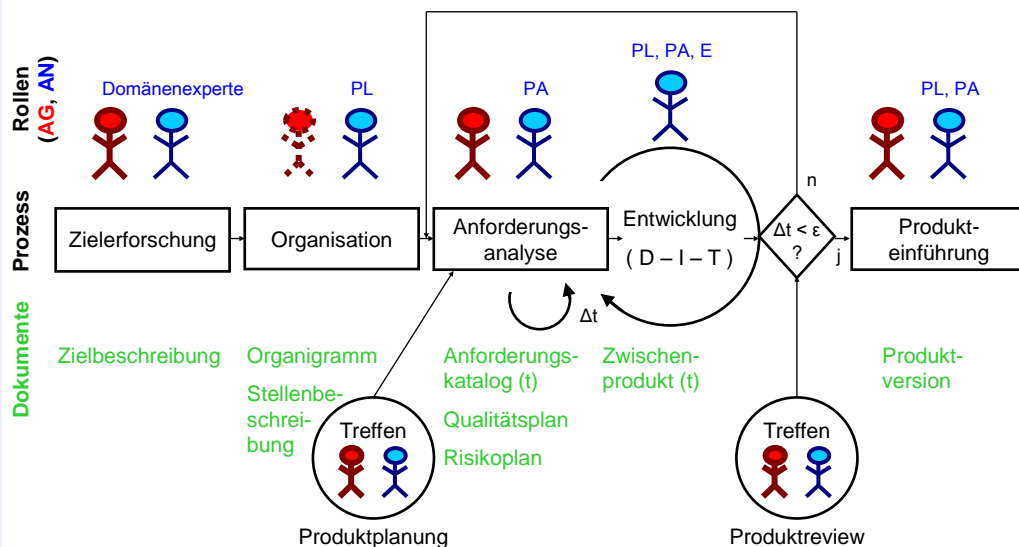 Rollen
(AG, AN)
Domänenexperte
PL
PA
PL, PA, E
PL, PA
Prozess
Zielerforschung
Organisation
Anforderungs-
analyse
Entwicklung
( D – I – T )
Δt < ε
?
n
j
Produkt-
einführung
Δt
Dokumente
Zielbeschreibung
Organigramm
Stellenbe-
schrei-
bung
Anforderungs-
katalog (t)
Qualitätsplan
Risikoplan
Zwischen-
produkt (t)
Produkt-
version
Treffen
Produktplanung
Treffen
Produktreview